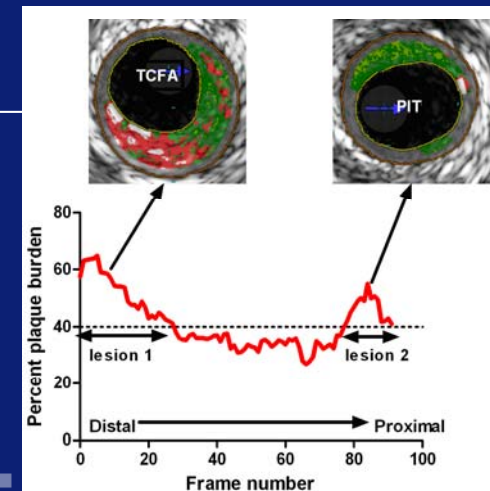 TCFA
PIT
Percent plaque burden
80
60
40
20
0
lesion 1
lesion 2
Distal
Proximal
0 20 40 60 80 100
Frame number